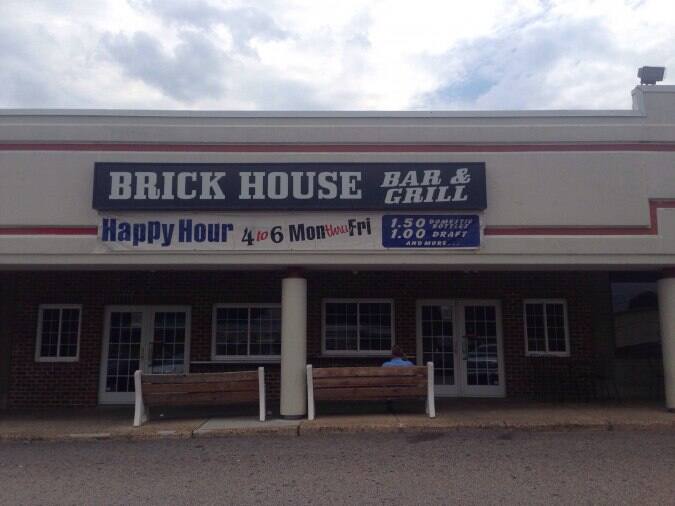 BRICK HOUSE BAR & GRILL
Happy Hour 4 to 6 Mon thru Fri
1.50 DOMESTIC BOTTLES
1.00 DRAFT
AND MORE...